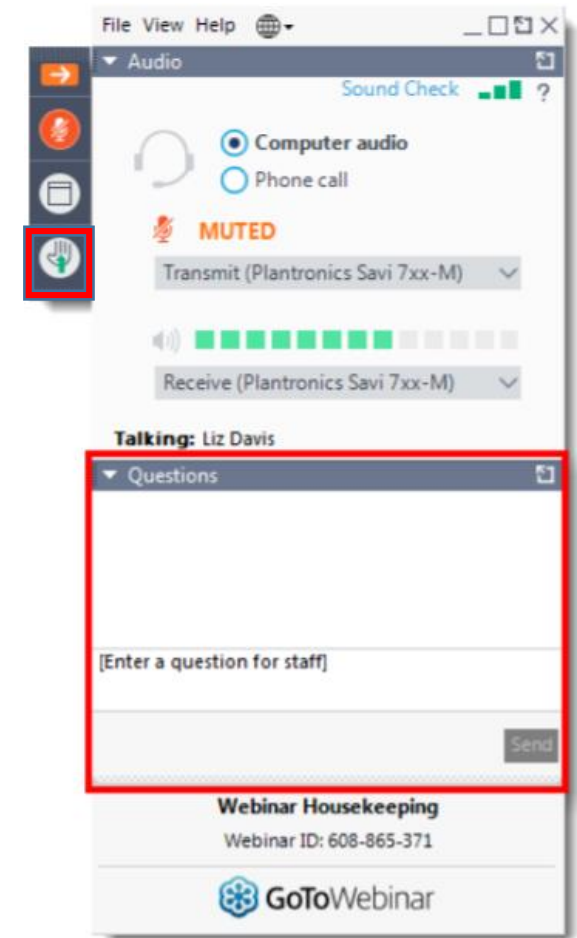 File View Help
Audio
Sound Check ?
Computer audio
Phone call
MUTED
Transmit (Plantronics Savi 7xx-M)
Receive (Plantronics Savi 7xx-M)
Talking: Liz Davis
Questions
[Enter a question for staff]
Send
Webinar Housekeeping
Webinar ID: 608-865-371
GoToWebinar